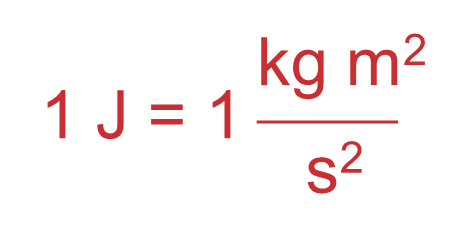 1 J = 1 kg m²
s²